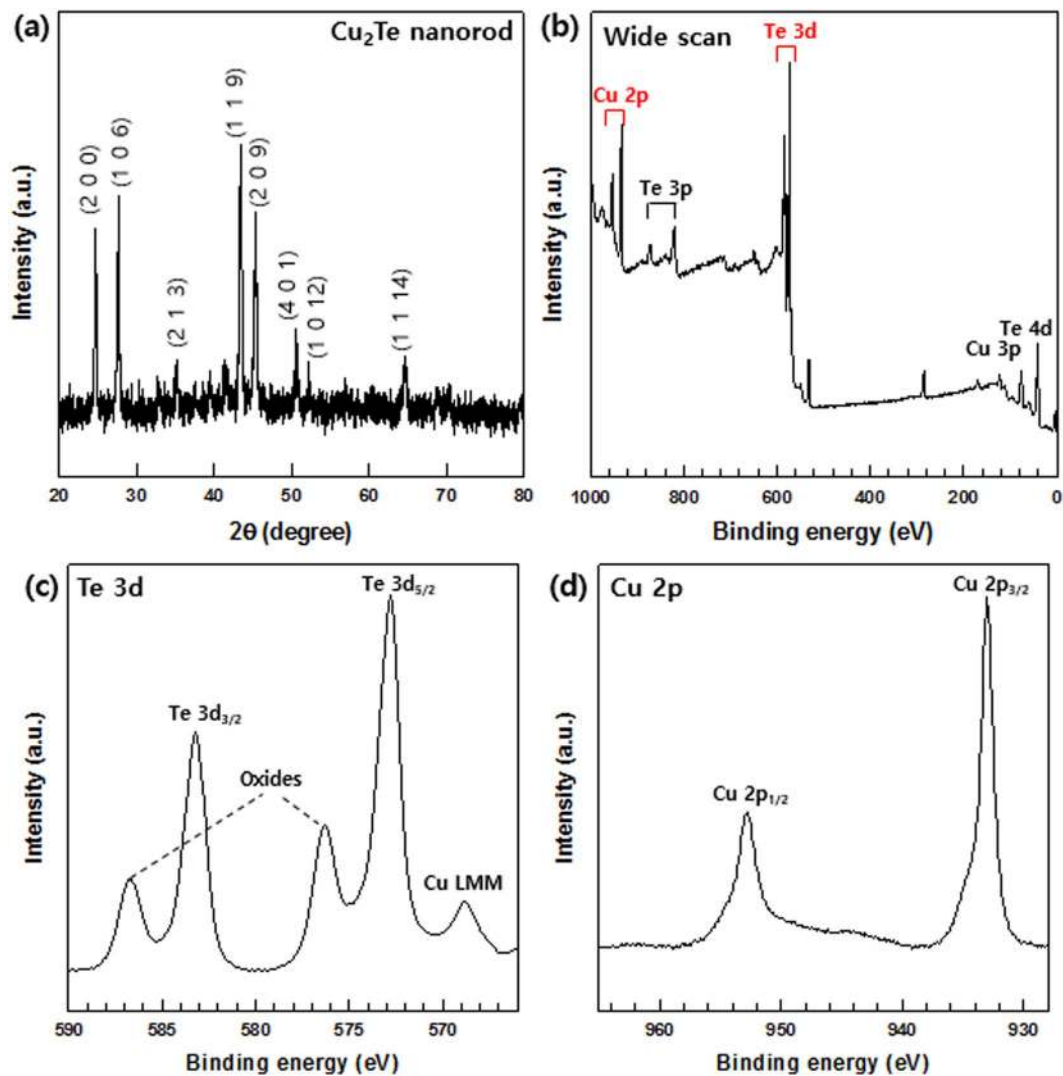 (a) Cu₂Te nanorod
(2 0 0)
(1 0 6)
(2 1 3)
(1 1 9)
(2 0 9)
(4 0 1)
(1 0 12)
(1 1 14)
Intensity (a.u.)
20 30 40 50 60 70 80
2θ (degree)
(b) Wide scan
Te 3d
Cu 2p
Te 3p
Te 4d
Cu 3p
Intensity (a.u.)
1000 800 600 400 200 0
Binding energy (eV)
(c) Te 3d
Te 3d₅/₂
Te 3d₃/₂
Oxides
Cu LMM
Intensity (a.u.)
590 585 580 575 570
Binding energy (eV)
(d) Cu 2p
Cu 2p₃/₂
Cu 2p₁/₂
Intensity (a.u.)
960 950 940 930
Binding energy (eV)